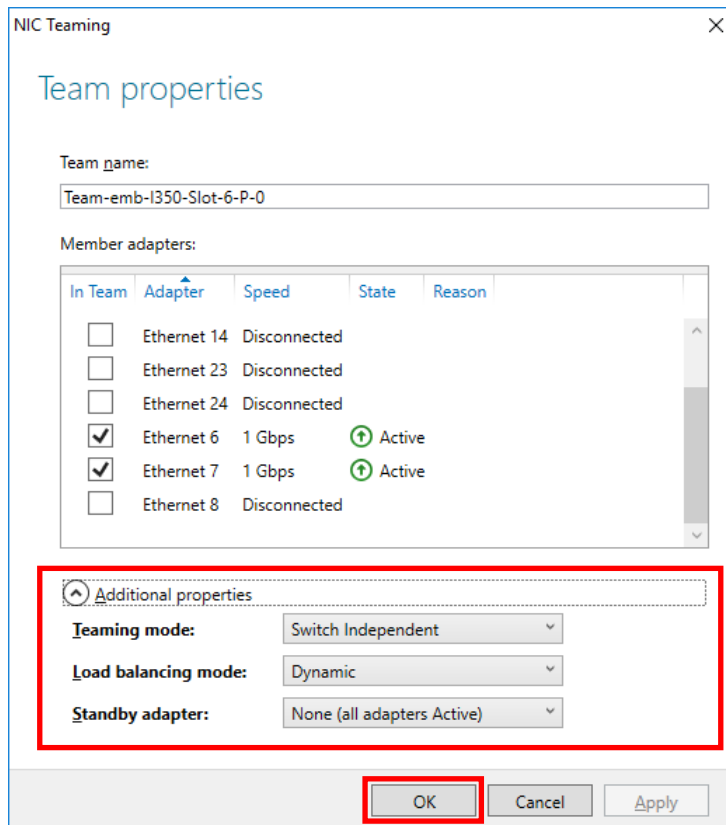 NIC Teaming
Team properties
Team name:
Team-emb-I350-Slot-6-P-0
Member adapters:
In Team Adapter Speed State Reason
Ethernet 14 Disconnected
Ethernet 23 Disconnected
Ethernet 24 Disconnected
Ethernet 6 1 Gbps Active
Ethernet 7 1 Gbps Active
Ethernet 8 Disconnected
Additional properties
Teaming mode: Switch Independent
Load balancing mode: Dynamic
Standby adapter: None (all adapters Active)
OK Cancel Apply